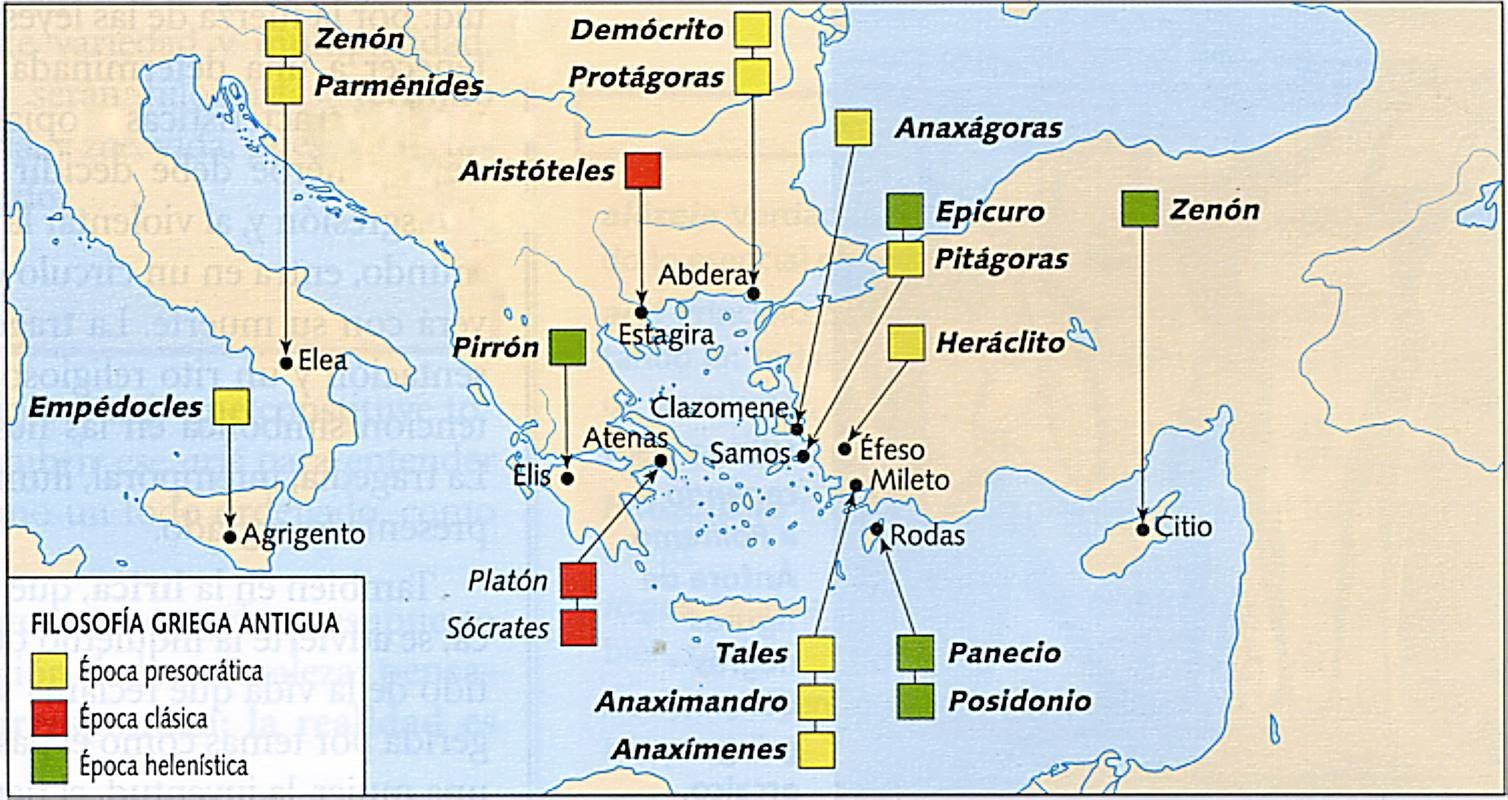 Zenón
Parménides
Demócrito
Protágoras
Anaxágoras
Aristóteles
Epicuro
Pitágoras
Zenón
Abdera
Estagira
Pirrón
Heráclito
Elea
Empédocles
Clazomene
Atenas
Samos
Éfeso
Elis
Mileto
Agrigento
Rodas
Citio
Platón
Sócrates
Tales
Anaximandro
Anaxímenes
Panecio
Posidonio
FILOSOFÍA GRIEGA ANTIGUA
Época presocrática
Época clásica
Época helenística